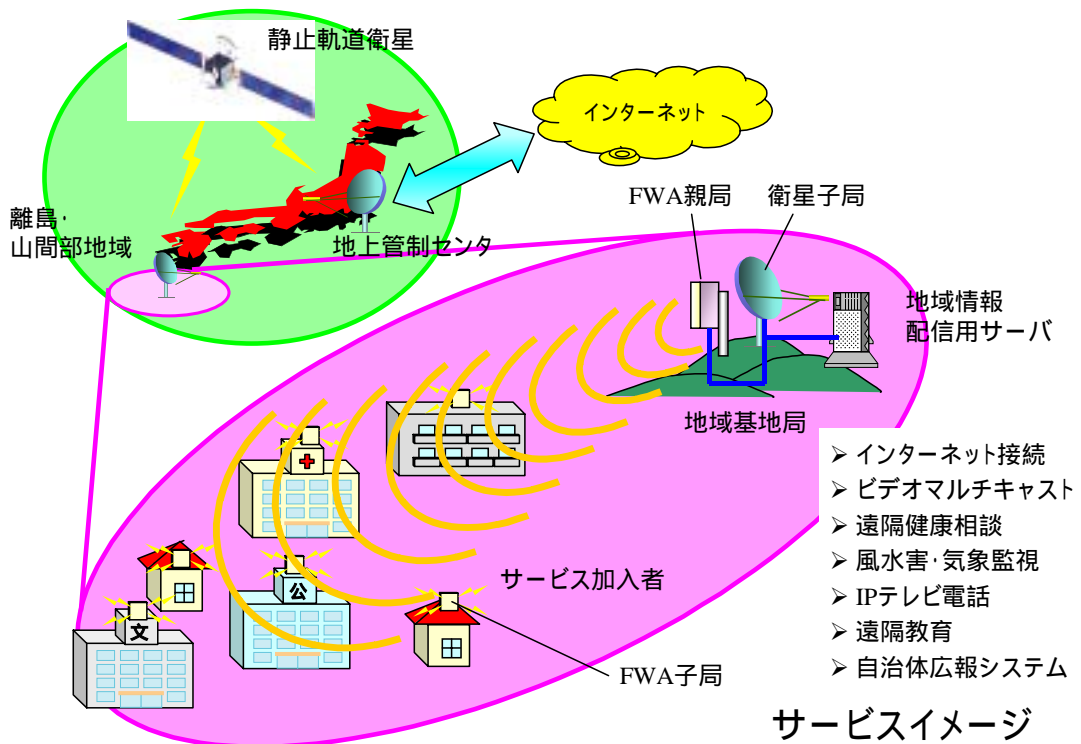 静止軌道衛星
インターネット
離島・
山間部地域
地上管制センタ
FWA親局
衛星子局
地域情報
配信用サーバ
地域基地局
➢ インターネット接続
➢ ビデオマルチキャスト
➢ 遠隔健康相談
➢ 風水害・気象監視
➢ IPテレビ電話
➢ 遠隔教育
➢ 自治体広報システム
サービス加入者
公
文
FWA子局
サービスイメージ